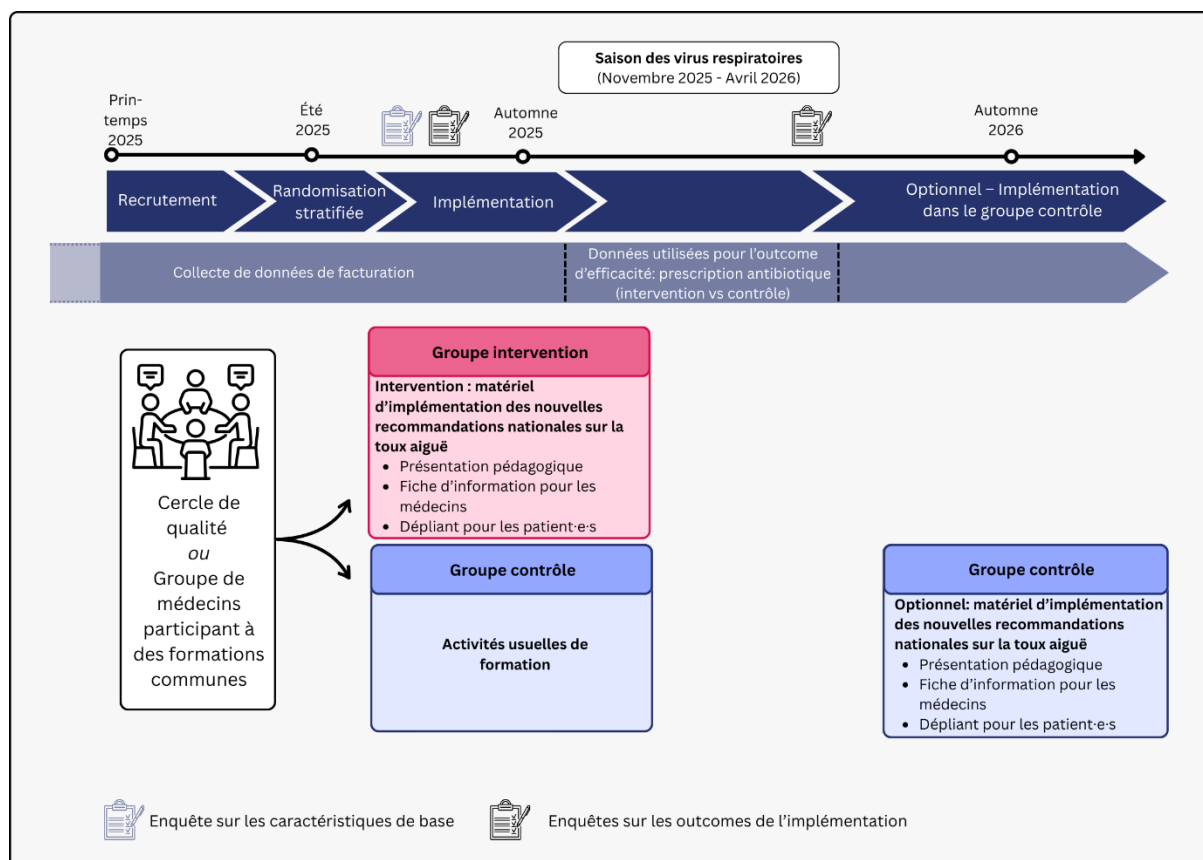 Saison des virus respiratoires
(Novembre 2025 - Avril 2026)
Prin-
temps
2025
Été
2025
Automne
2025
Automne
2026
Recrutement
Randomisation
stratifiée
Implémentation
Optionnel – Implémentation
dans le groupe contrôle
Collecte de données de facturation
Données utilisées pour l'outcome
d'efficacité: prescription antibiotique
(intervention vs contrôle)
Cercle de
qualité
ou
Groupe de
médecins
participant à
des formations
communes
Groupe intervention
Intervention : matériel
d'implémentation des nouvelles
recommandations nationales sur la
toux aiguë
• Présentation pédagogique
• Fiche d'information pour les
médecins
• Dépliant pour les patient·e·s
Groupe contrôle
Activités usuelles de
formation
Groupe contrôle
Optionnel: matériel d'implémentation
des nouvelles recommandations
nationales sur la toux aiguë
• Présentation pédagogique
• Fiche d'information pour les
médecins
• Dépliant pour les patient·e·s
Enquête sur les caractéristiques de base
Enquêtes sur les outcomes de l'implémentation